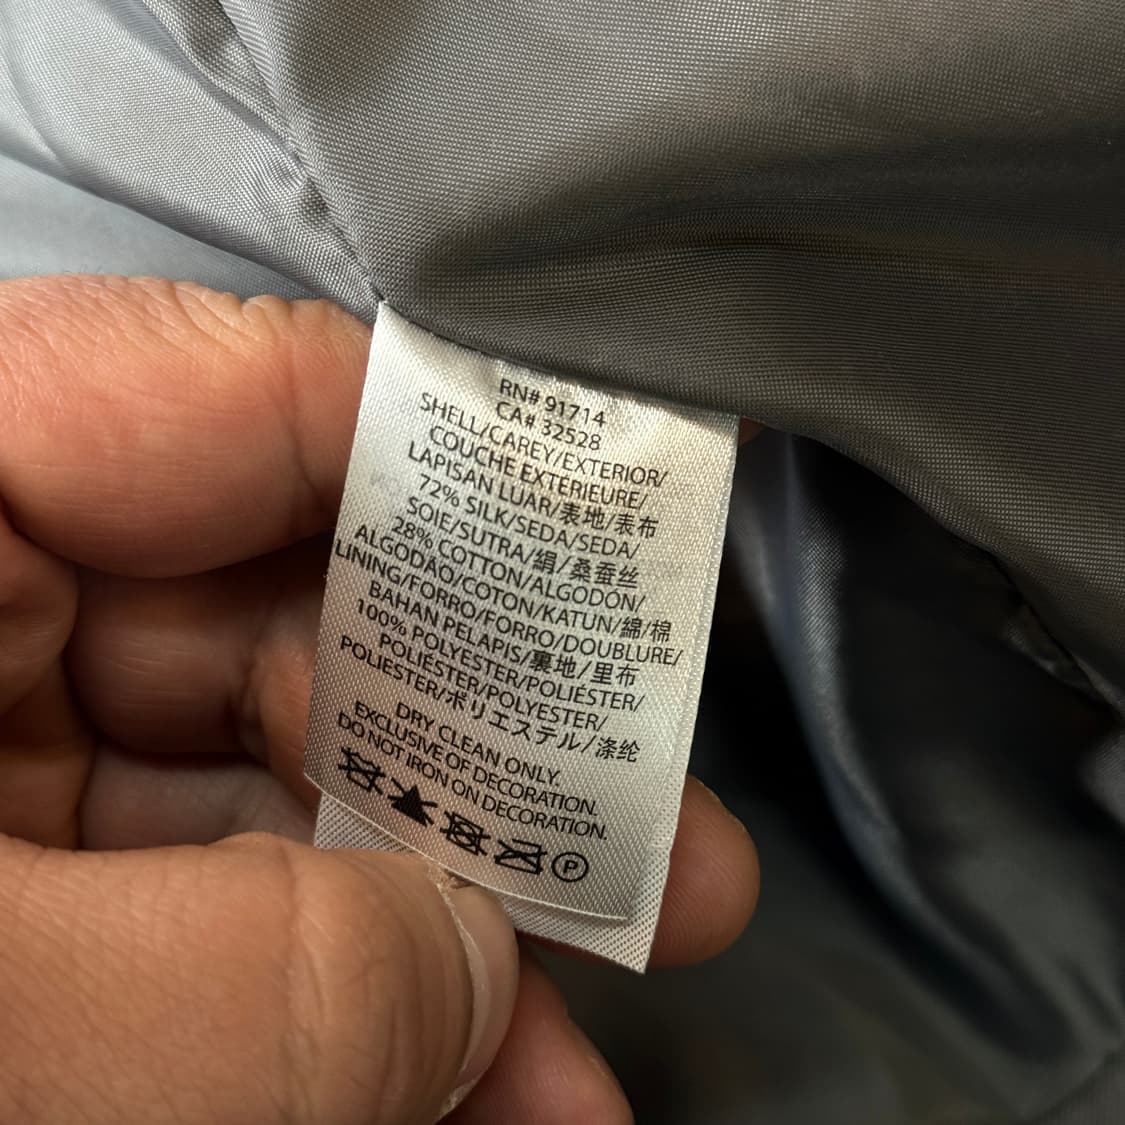 RN# 91714
CA# 32528
SHELL/CAREY/EXTERIOR/
COUCHE EXTÉRIEURE/
LAPISAN LUAR/表地/表布
72% SILK/SEDA/SEDA/
SOIE/SUTRA/絹/桑蚕丝
28% COTTON/ALGODÓN/
ALGODÃO/COTON/KATUN/綿/棉
LINING/FORRO/FORRO/DOUBLURE/
BAHAN PELAPIS/裏地/里布
100% POLYESTER/POLIÉSTER/
POLIÉSTER/POLYESTER/
POLIESTER/ポリエステル/涤纶
DRY CLEAN ONLY.
EXCLUSIVE OF DECORATION.
DO NOT IRON ON DECORATION.
P